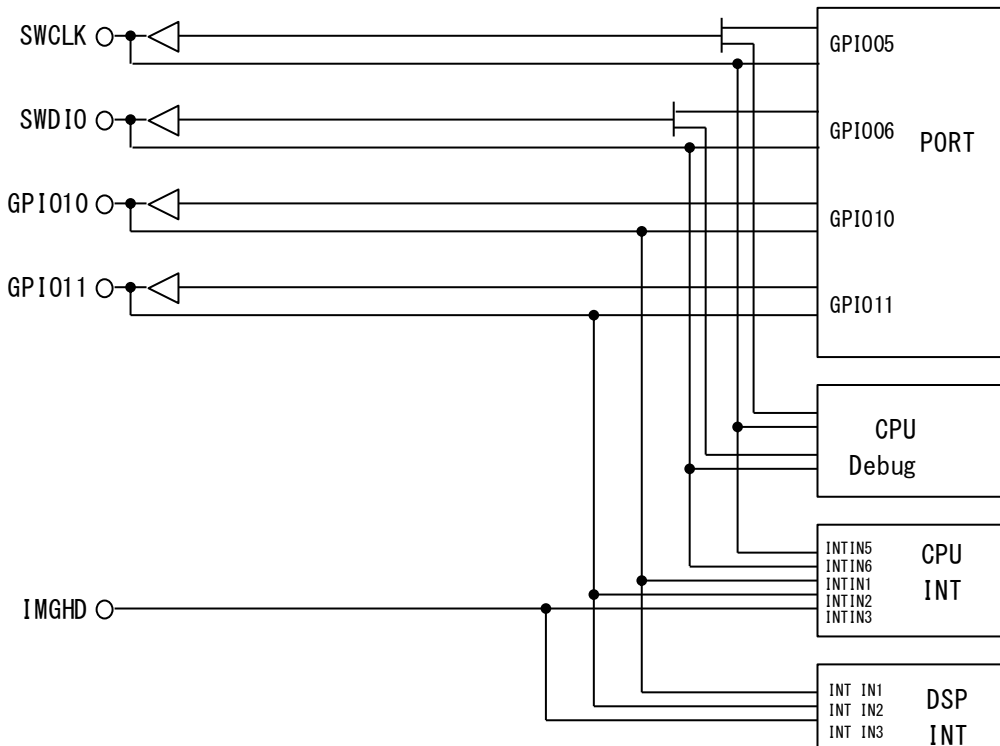 SWCLK
GPIO05
SWDIO
GPIO06
PORT
GPIO10
GPIO10
GPIO11
GPIO11
CPU
Debug
INTIN5
INTIN6
INTIN1
INTIN2
INTIN3
CPU
INT
IMGHD
INT IN1
INT IN2
INT IN3
DSP
INT